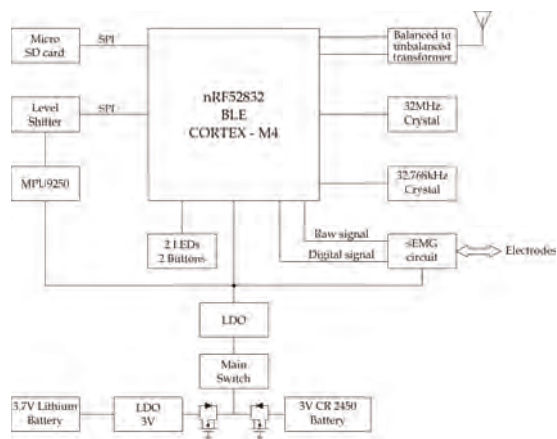 Micro
SD card
SPI
nRF52832
BLE
CORTEX - M4
Balanced to
unbalanced
transformer
Level
Shifter
SPI
32MHz
Crystal
MPU9250
32.768kHz
Crystal
2 LEDs
2 Buttons
Raw signal
Digital signal
sEMG
circuit
Electrodes
LDO
Main
Switch
3.7V Lithium
Battery
LDO
3V
3V CR 2450
Battery